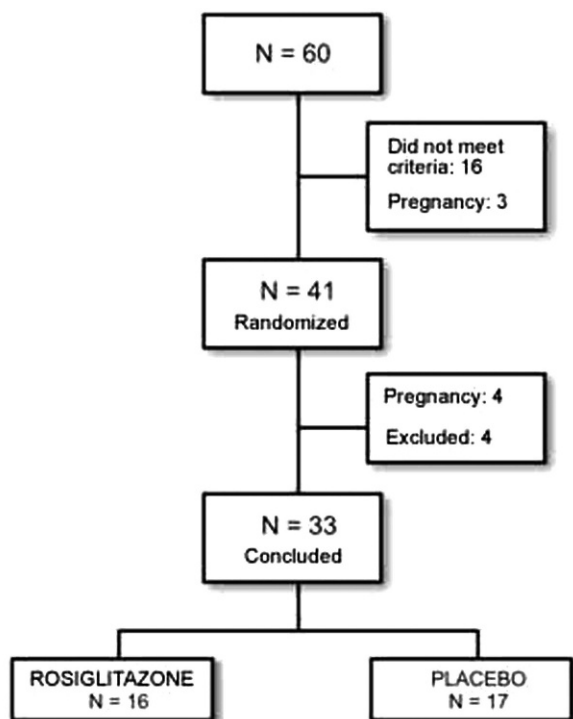 N = 60
Did not meet
criteria: 16
Pregnancy: 3
N = 41
Randomized
Pregnancy: 4
Excluded: 4
N = 33
Concluded
ROSIGLITAZONE
N = 16
PLACEBO
N = 17